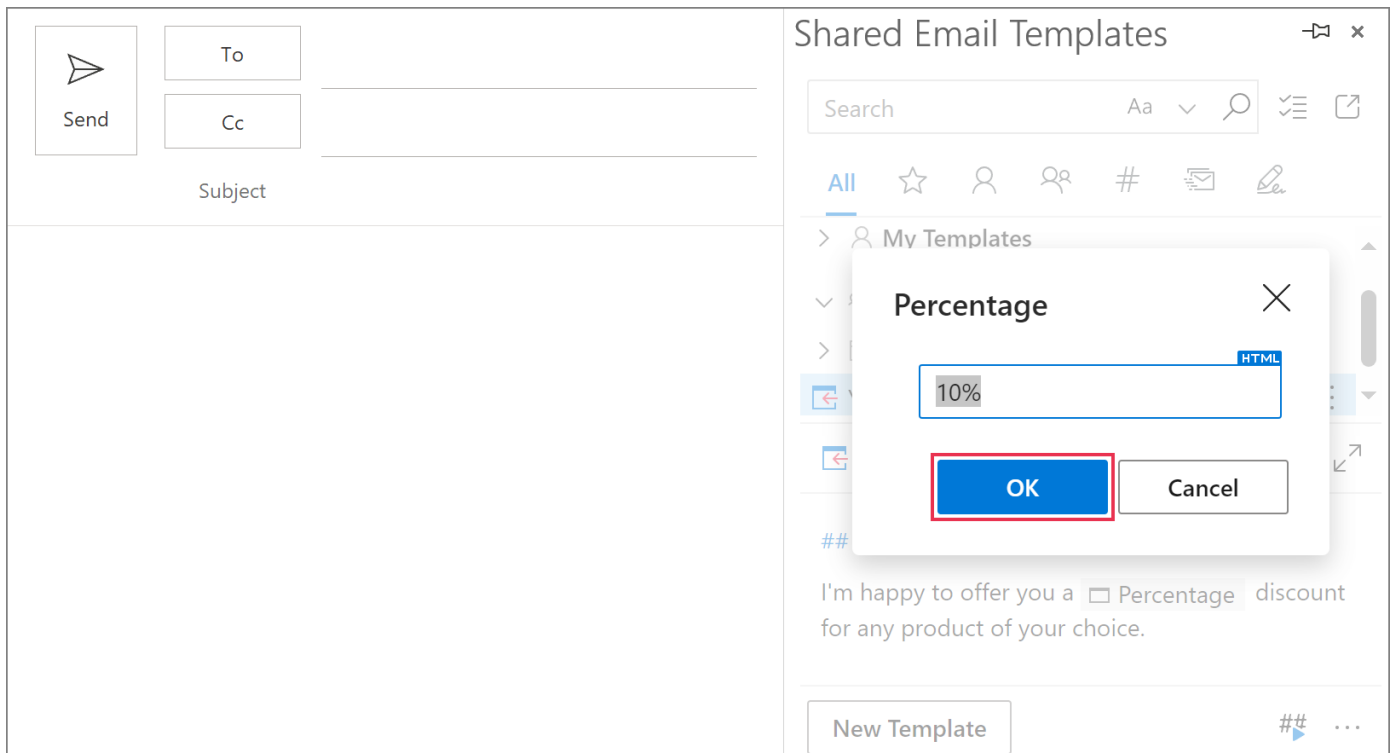 Send
To
Cc
Subject
Shared Email Templates
Search
Aa
All
#
My Templates
Percentage
HTML
10%
OK
Cancel
##
I'm happy to offer you a Percentage discount
for any product of your choice.
New Template
##